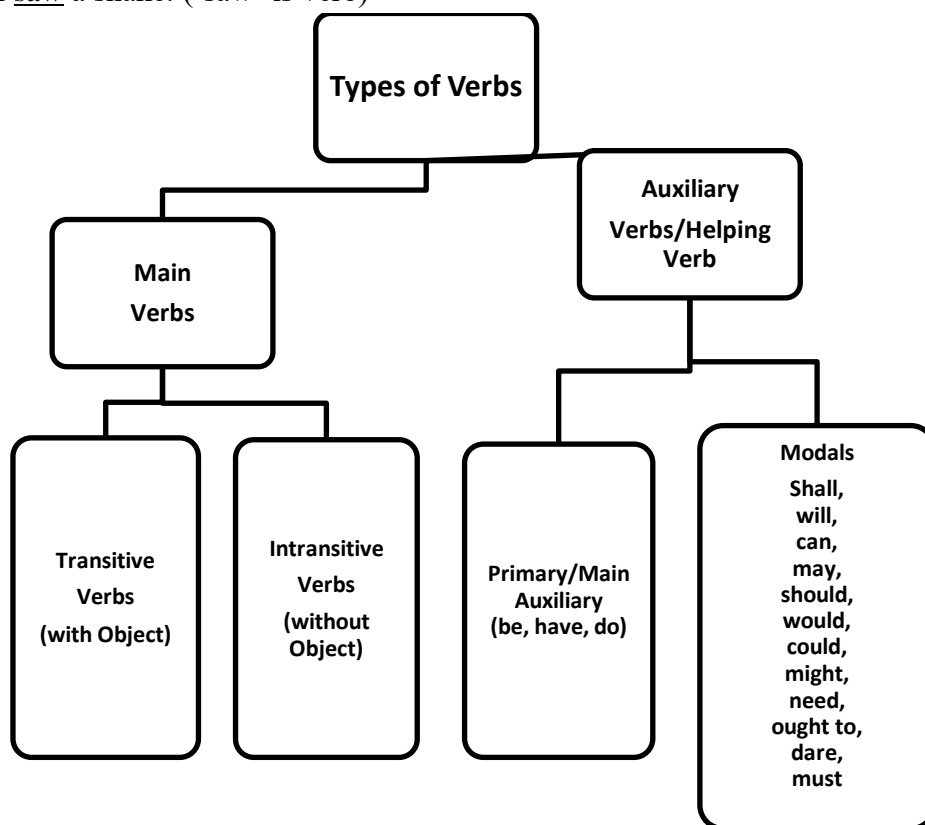 saw
Types of Verbs
Auxiliary
Verbs/Helping
Verb
Main
Verbs
Transitive
Verbs
(with Object)
Intransitive
Verbs
(without
Object)
Primary/Main
Auxiliary
(be, have, do)
Modals
Shall,
will,
can,
may,
should,
would,
could,
might,
need,
ought to,
dare,
must